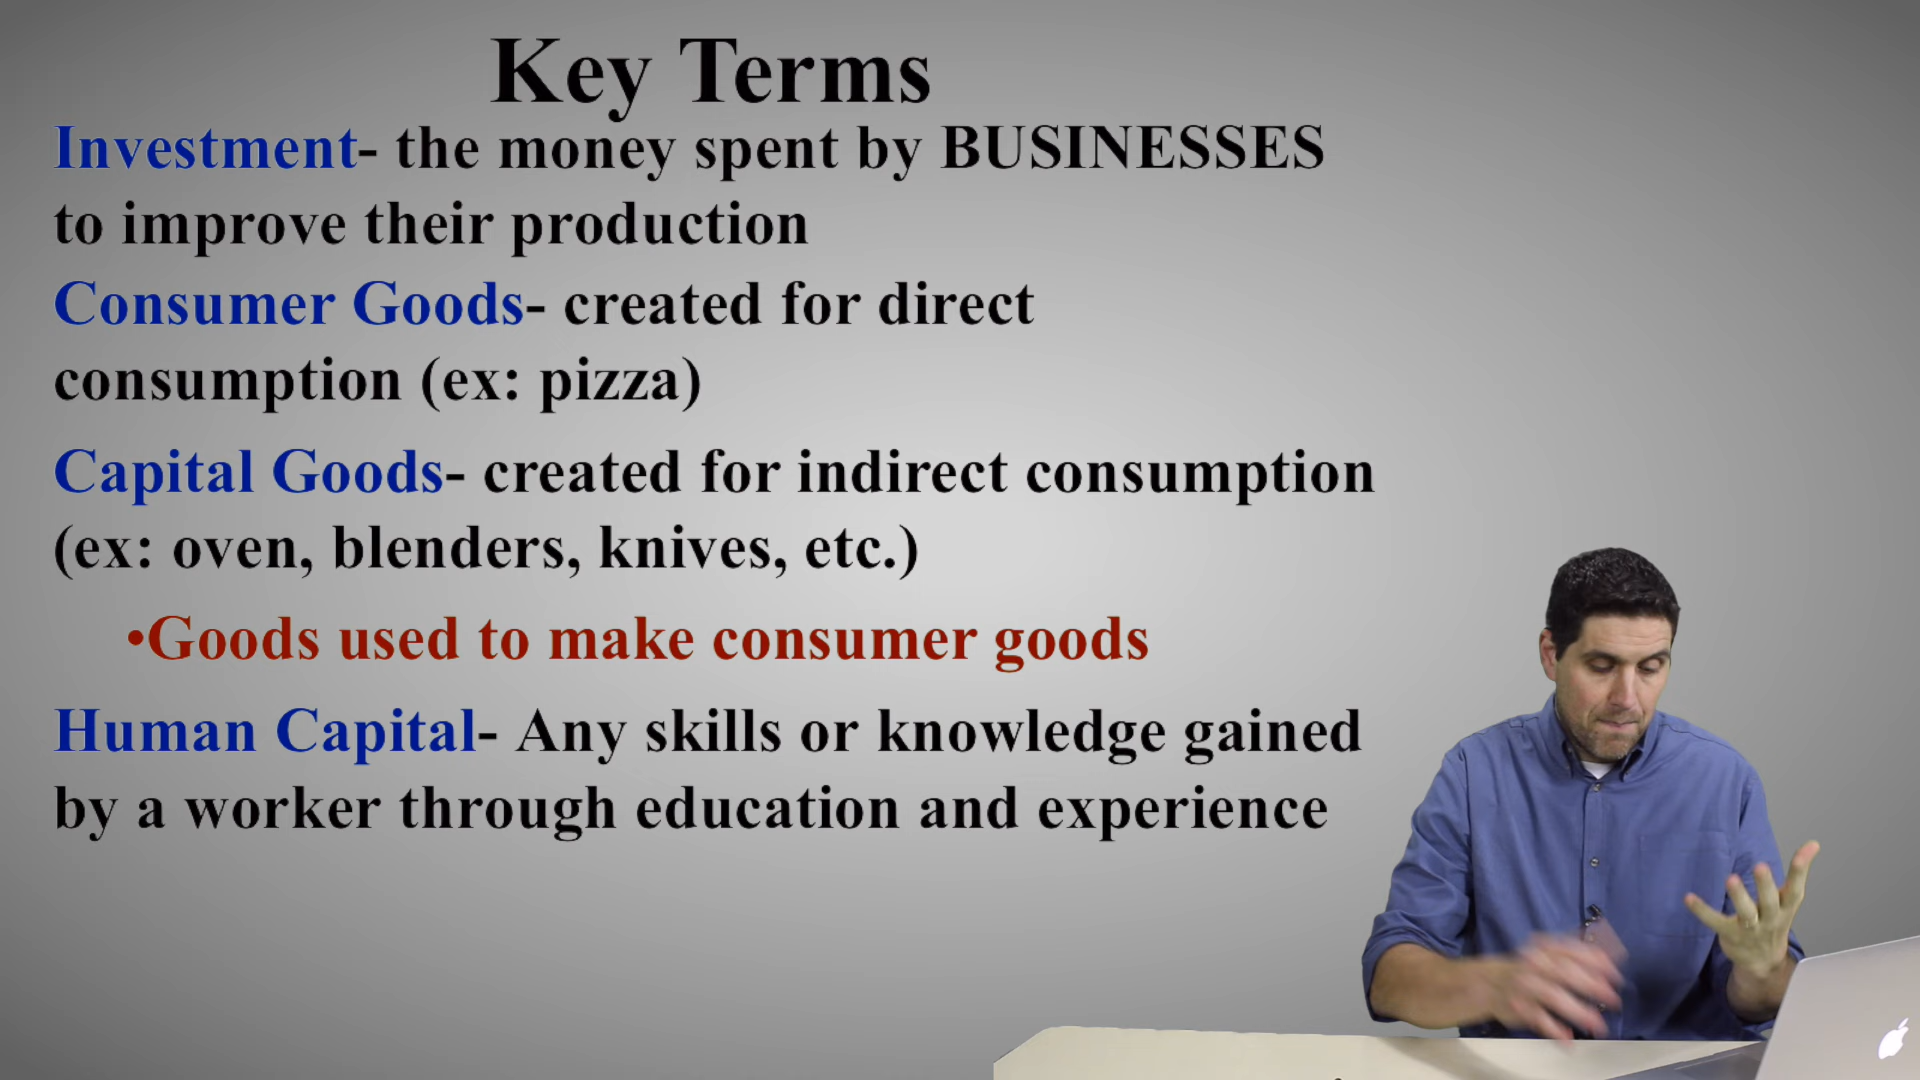 Key Terms
Investment- the money spent by BUSINESSES
to improve their production
Consumer Goods- created for direct
consumption (ex: pizza)
Capital Goods- created for indirect consumption
(ex: oven, blenders, knives, etc.)
•Goods used to make consumer goods
Human Capital- Any skills or knowledge gained
by a worker through education and experience